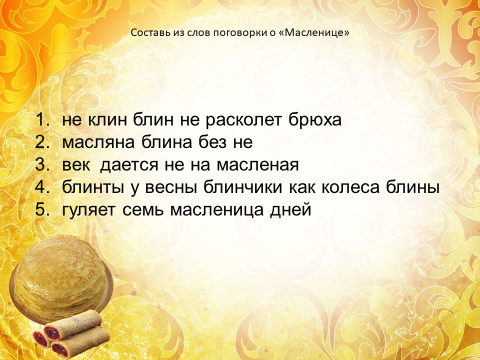 Составь из слов поговорки о «Масленице»
1. не клин блин не расколет брюха
2. масляна блина без не
3. век дается не на масленая
4. блинты у весны блинчики как колеса блины
5. гуляет семь масленица дней